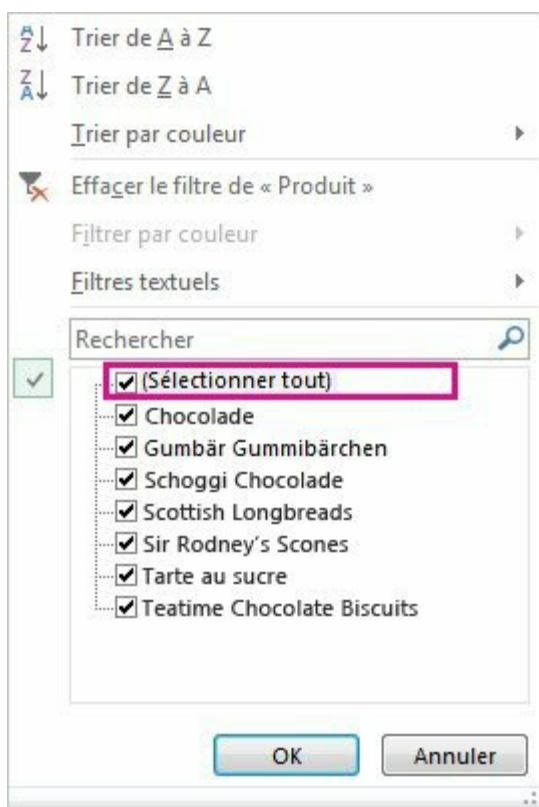 Trier de A à Z
Trier de Z à A
Trier par couleur
Effacer le filtre de « Produit »
Filtrer par couleur
Filtres textuels
Rechercher
(Sélectionner tout)
Chocolade
Gumbär Gummibärchen
Schoggi Chocolade
Scottish Longbreads
Sir Rodney's Scones
Tarte au sucre
Teatime Chocolate Biscuits
OK Annuler